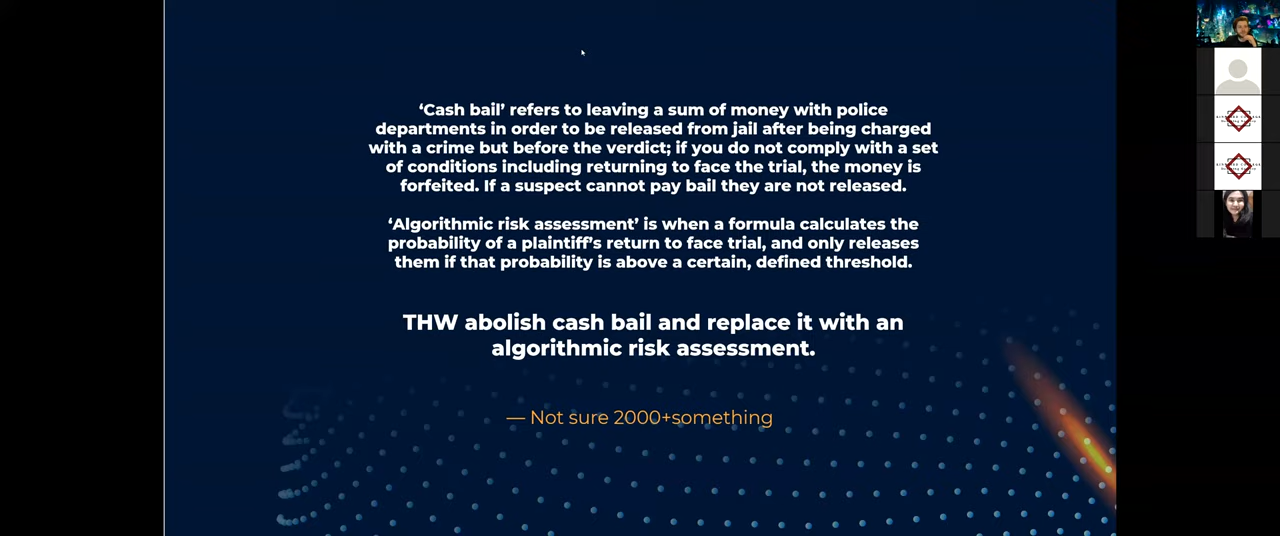 ‘Cash bail’ refers to leaving a sum of money with police
departments in order to be released from jail after being charged
with a crime but before the verdict; if you do not comply with a set
of conditions including returning to face the trial, the money is
forfeited. If a suspect cannot pay bail they are not released.
‘Algorithmic risk assessment’ is when a formula calculates the
probability of a plaintiff’s return to face trial, and only releases
them if that probability is above a certain, defined threshold.
THW abolish cash bail and replace it with an
algorithmic risk assessment.
— Not sure 2000+something